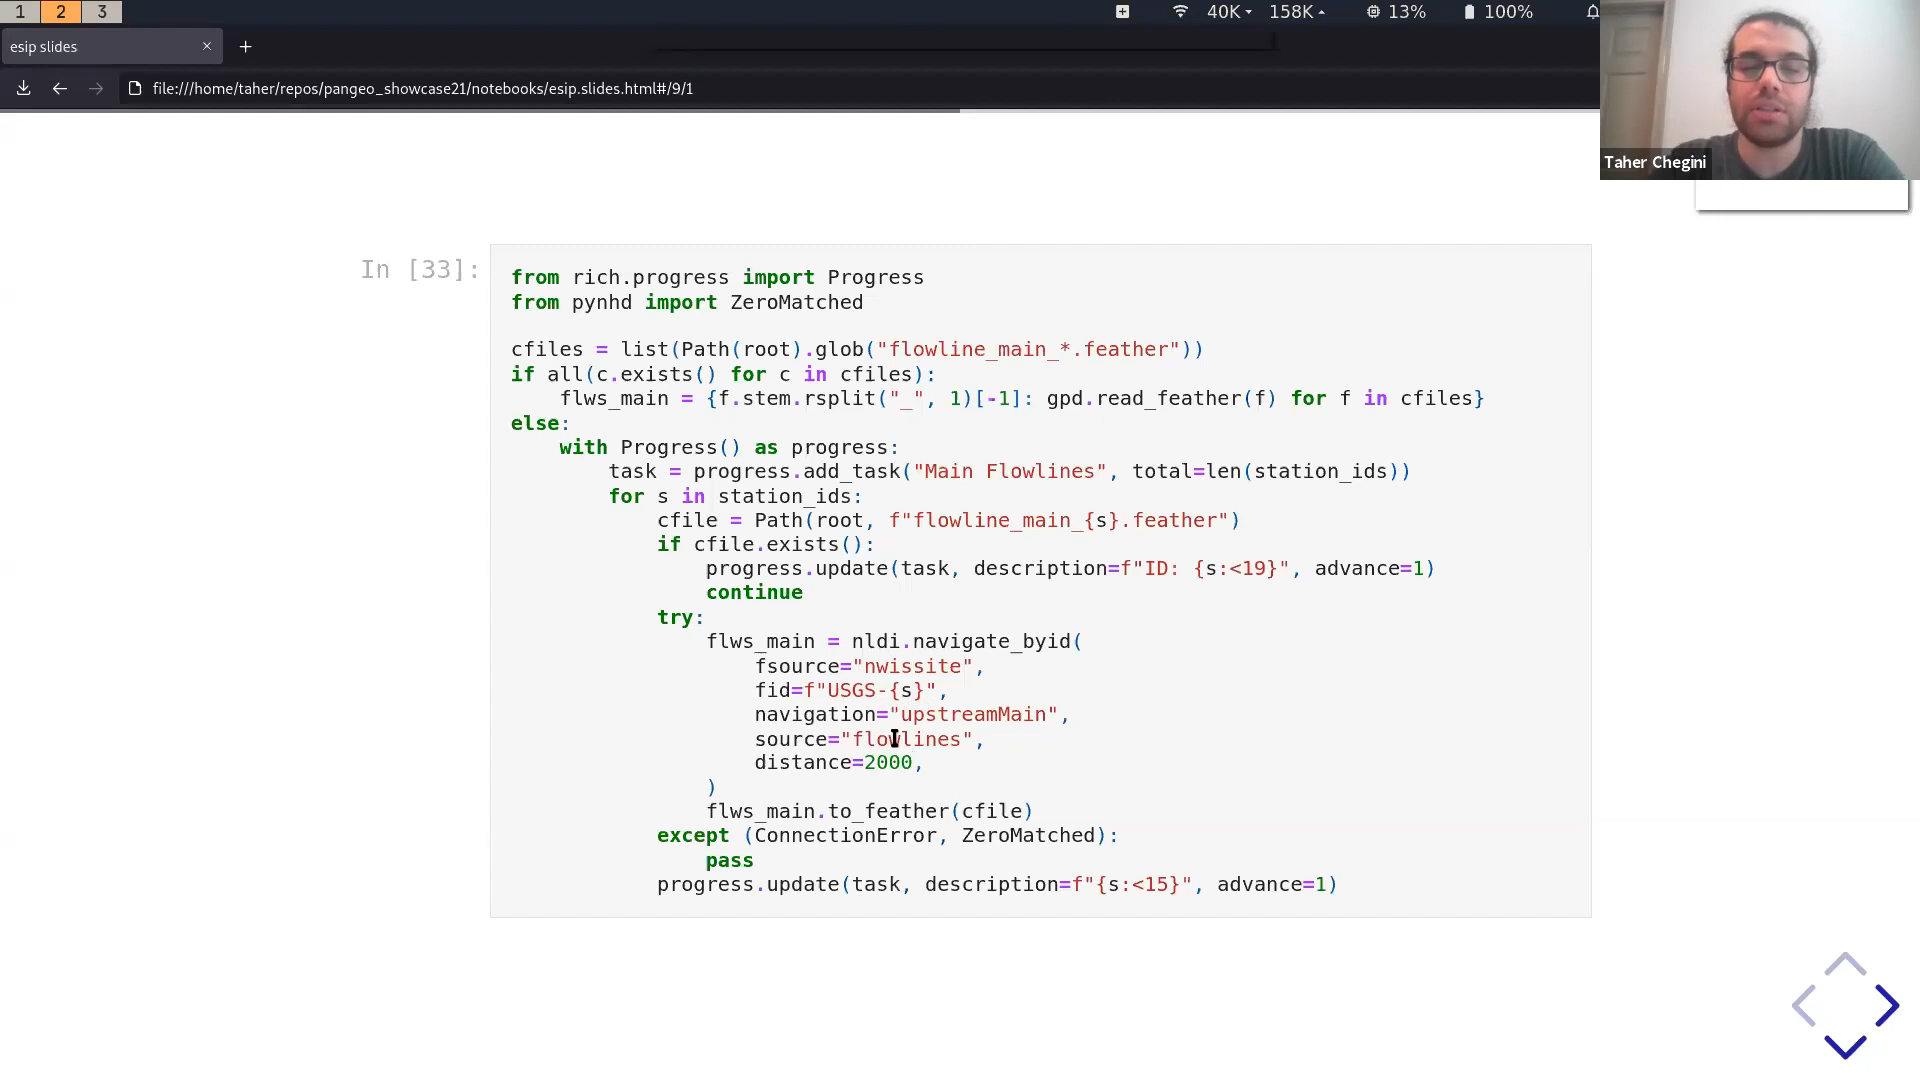 1 2 3
40K 158K 13% 100%
esip slides
file:///home/taher/repos/pangeo_showcase21/notebooks/esip.slides.html#/9/1
Taher Chegini
In [33]:
from rich.progress import Progress
from pynhd import ZeroMatched
cfiles = list(Path(root).glob("flowline_main_*.feather"))
if all(c.exists() for c in cfiles):
    flws_main = {f.stem.rsplit("_", 1)[-1]: gpd.read_feather(f) for f in cfiles}
else:
    with Progress() as progress:
        task = progress.add_task("Main Flowlines", total=len(station_ids))
        for s in station_ids:
            cfile = Path(root, f"flowline_main_{s}.feather")
            if cfile.exists():
                progress.update(task, description=f"ID: {s:<19}", advance=1)
                continue
            try:
                flws_main = nldi.navigate_byid(
                    fsource="nwissite",
                    fid=f"USGS-{s}",
                    navigation="upstreamMain",
                    source="flowlines",
                    distance=2000,
                )
                flws_main.to_feather(cfile)
            except (ConnectionError, ZeroMatched):
                pass
            progress.update(task, description=f"{s:<15}", advance=1)